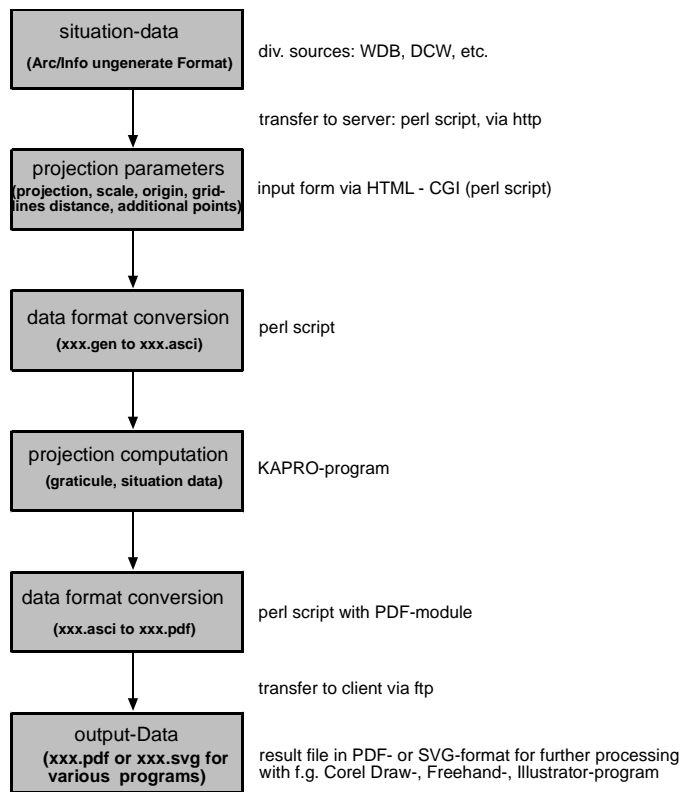 situation-data
(Arc/Info ungenerate Format)
div. sources: WDB, DCW, etc.
transfer to server: perl script, via http
projection parameters
(projection, scale, origin, grid-
lines distance, additional points)
input form via HTML - CGI (perl script)
data format conversion
(xxx.gen to xxx.asci)
perl script
projection computation
(graticule, situation data)
KAPRO-program
data format conversion
(xxx.asci to xxx.pdf)
perl script with PDF-module
transfer to client via ftp
output-Data
(xxx.pdf or xxx.svg for
various programs)
result file in PDF- or SVG-format for further processing
with f.g. Corel Draw-, Freehand-, Illustrator-program